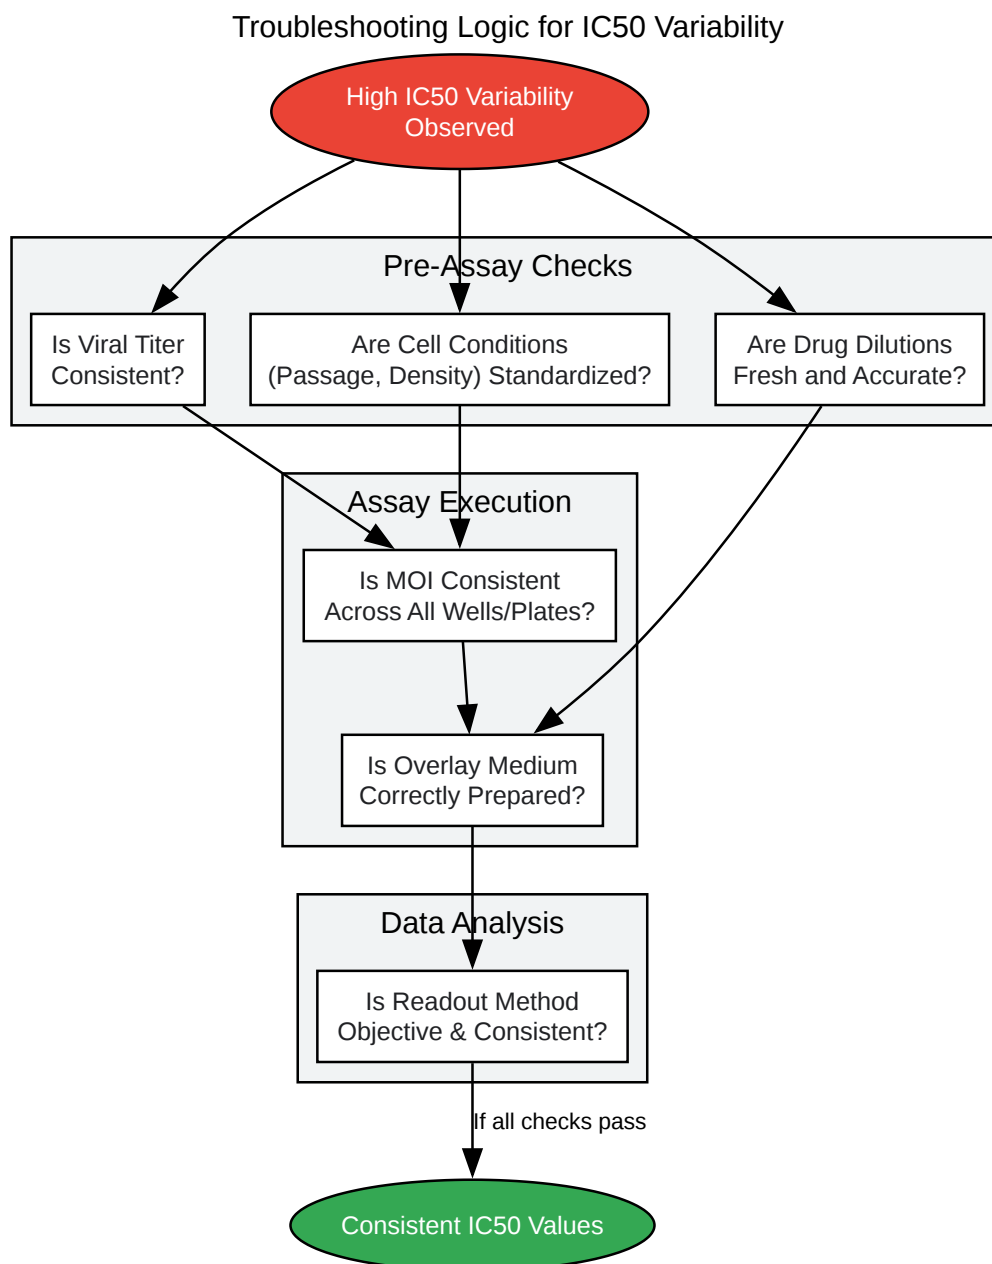 Troubleshooting Logic for IC50 Variability
High IC50 Variability
Observed
Pre-Assay Checks
Is Viral Titer
Consistent?
Are Cell Conditions
(Passage, Density) Standardized?
Are Drug Dilutions
Fresh and Accurate?
Assay Execution
Is MOI Consistent
Across All Wells/Plates?
Is Overlay Medium
Correctly Prepared?
Data Analysis
Is Readout Method
Objective & Consistent?
If all checks pass
Consistent IC50 Values